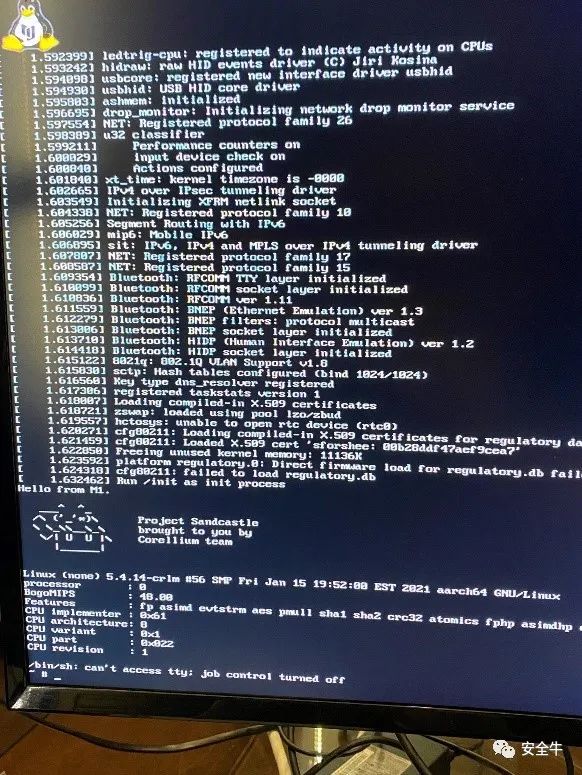 [ 1.592399] ledtrig-cpu: registered to indicate activity on CPUs
[ 1.593242] hidraw: raw HID events driver (C) Jiri Kosina
[ 1.594098] usbcore: registered new interface driver usbhid
[ 1.594930] usbhid: USB HID core driver
[ 1.595803] ashmem: initialized
[ 1.596695] drop_monitor: Initializing network drop monitor service
[ 1.597554] NET: Registered protocol family 26
[ 1.598389] u32 classifier
[ 1.599211]     Performance counters on
[ 1.600029]     input device check on
[ 1.600840]     Actions configured
[ 1.601840] xt_time: kernel timezone is -0000
[ 1.602665] IPv4 over IPsec tunneling driver
[ 1.603549] Initializing XFRM netlink socket
[ 1.604338] NET: Registered protocol family 10
[ 1.605256] Segment Routing with IPv6
[ 1.606029] mip6: Mobile IPv6
[ 1.606895] sit: IPv6, IPv4 and MPLS over IPv4 tunneling driver
[ 1.607807] NET: Registered protocol family 17
[ 1.608587] NET: Registered protocol family 15
[ 1.609354] Bluetooth: RFCOMM TTY layer initialized
[ 1.610099] Bluetooth: RFCOMM socket layer initialized
[ 1.610836] Bluetooth: RFCOMM ver 1.11
[ 1.611559] Bluetooth: BNEP (Ethernet Emulation) ver 1.3
[ 1.612279] Bluetooth: BNEP filters: protocol multicast
[ 1.613006] Bluetooth: BNEP socket layer initialized
[ 1.613710] Bluetooth: HIDP (Human Interface Emulation) ver 1.2
[ 1.614418] Bluetooth: HIDP socket layer initialized
[ 1.615122] 8021q: 802.1Q VLAN Support v1.8
[ 1.615830] sctp: Hash tables configured (bind 1024/1024)
[ 1.616560] Key type dns_resolver registered
[ 1.617306] registered taskstats version 1
[ 1.618007] Loading compiled-in X.509 certificates
[ 1.618721] zswap: loaded using pool lzo/zbud
[ 1.619557] hctosys: unable to open rtc device (rtc0)
[ 1.620271] cfg80211: Loading compiled-in X.509 certificates for regulatory da
[ 1.621459] cfg80211: Loaded X.509 cert 'sforshee: 00b28ddf47aef9cea7'
[ 1.622850] Freeing unused kernel memory: 11136K
[ 1.623592] platform regulatory.0: Direct firmware load for regulatory.db fail
[ 1.624318] cfg80211: failed to load regulatory.db
[ 1.632462] Run /init as init process
Hello from M1.
Project Sandcastle
brought to you by
Corellium team
Linux (none) 5.4.14-crlm #56 SMP Fri Jan 15 19:52:00 EST 2021 aarch64 GNU/Linux
processor : 0
BogoMIPS : 48.00
Features : fp asimd evtstrm aes pmull sha1 sha2 crc32 atomics fphp asimdhp
CPU implementer : 0x61
CPU architecture: 8
CPU variant : 0x1
CPU part : 0x022
CPU revision : 1
/bin/sh: can't access tty; job control turned off
~ # _
安全牛